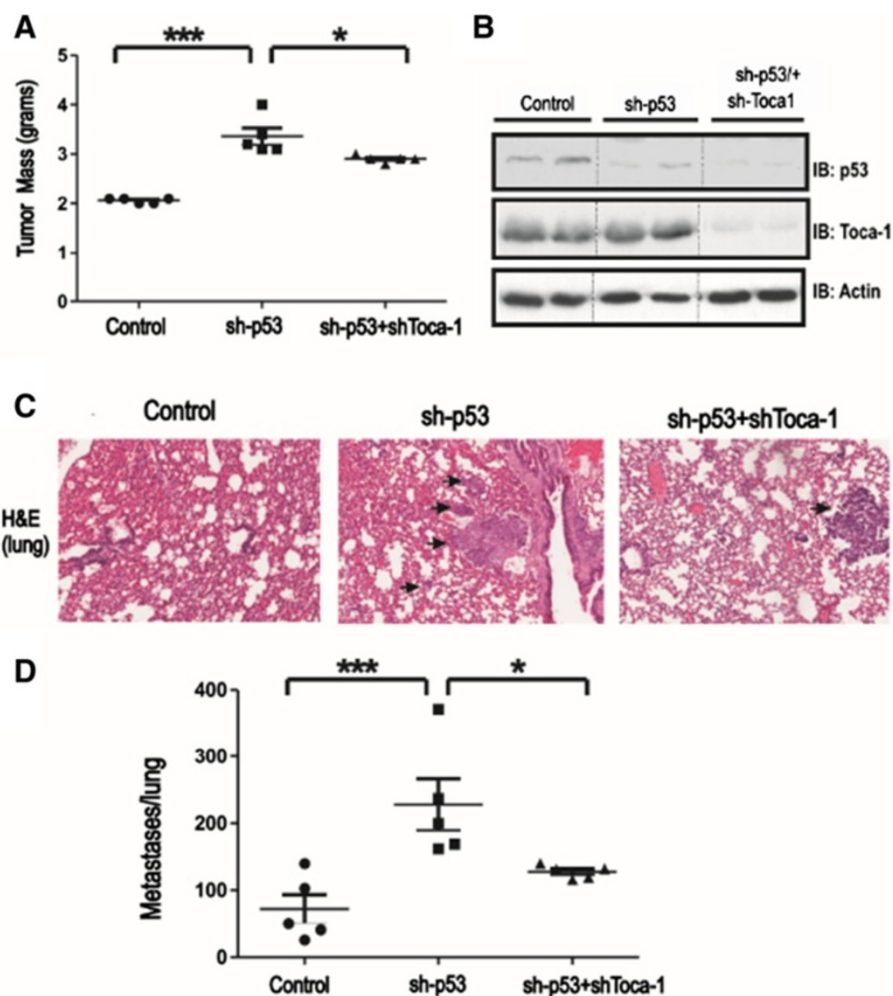 A
***
*
Tumor Mass (grams)
5
4
3
2
1
0
Control
sh-p53
sh-p53+shToca-1
B
Control
sh-p53
sh-p53/+
sh-Toca1
IB: p53
IB: Toca-1
IB: Actin
C
Control
sh-p53
sh-p53+shToca-1
H&E
(lung)
D
***
*
Metastases/lung
400
300
200
100
0
Control
sh-p53
sh-p53+shToca-1